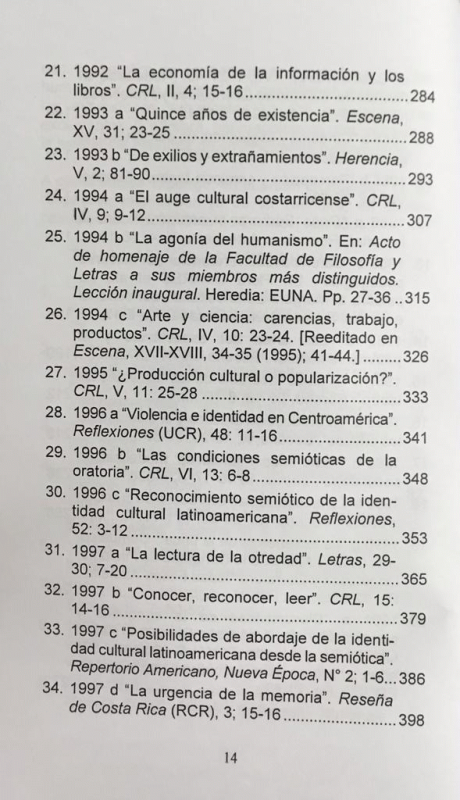 21. 1992 “La economía de la información y los
libros”. CRL, II, 4; 15-16....................................284
22. 1993 a “Quince años de existencia”. Escena,
XV, 31; 23-25....................................288
23. 1993 b “De exilios y extrañamientos”. Herencia,
V, 2; 81-90....................................293
24. 1994 a “El auge cultural costarricense”. CRL,
IV, 9; 9-12....................................307
25. 1994 b “La agonía del humanismo”. En: Acto
de homenaje de la Facultad de Filosofía y
Letras a sus miembros más distinguidos.
Lección inaugural. Heredia: EUNA. Pp. 27-36 ..315
26. 1994 c “Arte y ciencia: carencias, trabajo,
productos”. CRL, IV, 10: 23-24. [Reeditado en
Escena, XVII-XVIII, 34-35 (1995); 41-44.] .........326
27. 1995 “¿Producción cultural o popularización?”.
CRL, V, 11: 25-28 ....................................333
28. 1996 a “Violencia e identidad en Centroamérica”.
Reflexiones (UCR), 48: 11-16............................341
29. 1996 b “Las condiciones semióticas de la
oratoria”. CRL, VI, 13: 6-8....................................348
30. 1996 c “Reconocimiento semiótico de la iden-
tidad cultural latinoamericana”. Reflexiones,
52: 3-12....................................353
31. 1997 a “La lectura de la otredad”. Letras, 29-
30; 7-20....................................365
32. 1997 b “Conocer, reconocer, leer”. CRL, 15:
14-16....................................379
33. 1997 c “Posibilidades de abordaje de la identi-
dad cultural latinoamericana desde la semiótica”.
Repertorio Americano, Nueva Época, N° 2; 1-6...386
34. 1997 d “La urgencia de la memoria”. Reseña
de Costa Rica (RCR), 3; 15-16..........................398
14